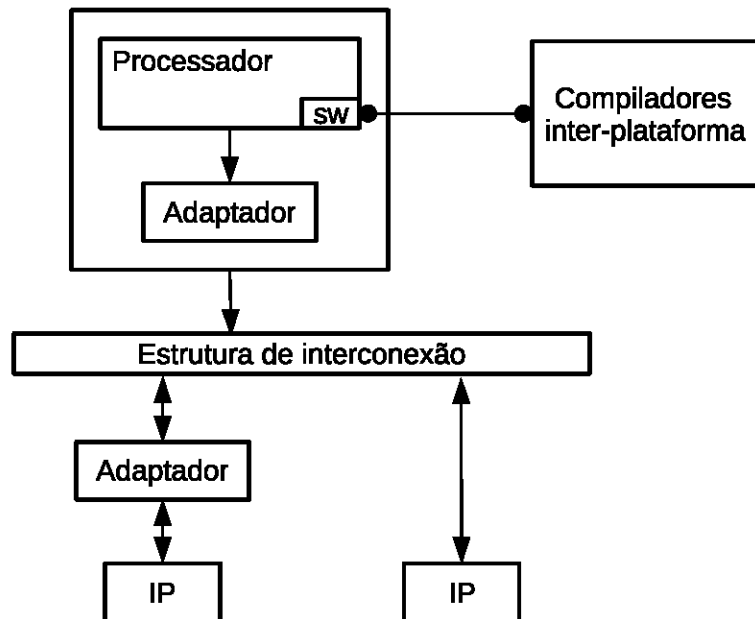 Processador
SW
Compiladores
inter-plataforma
Adaptador
Estrutura de interconexão
Adaptador
IP
IP